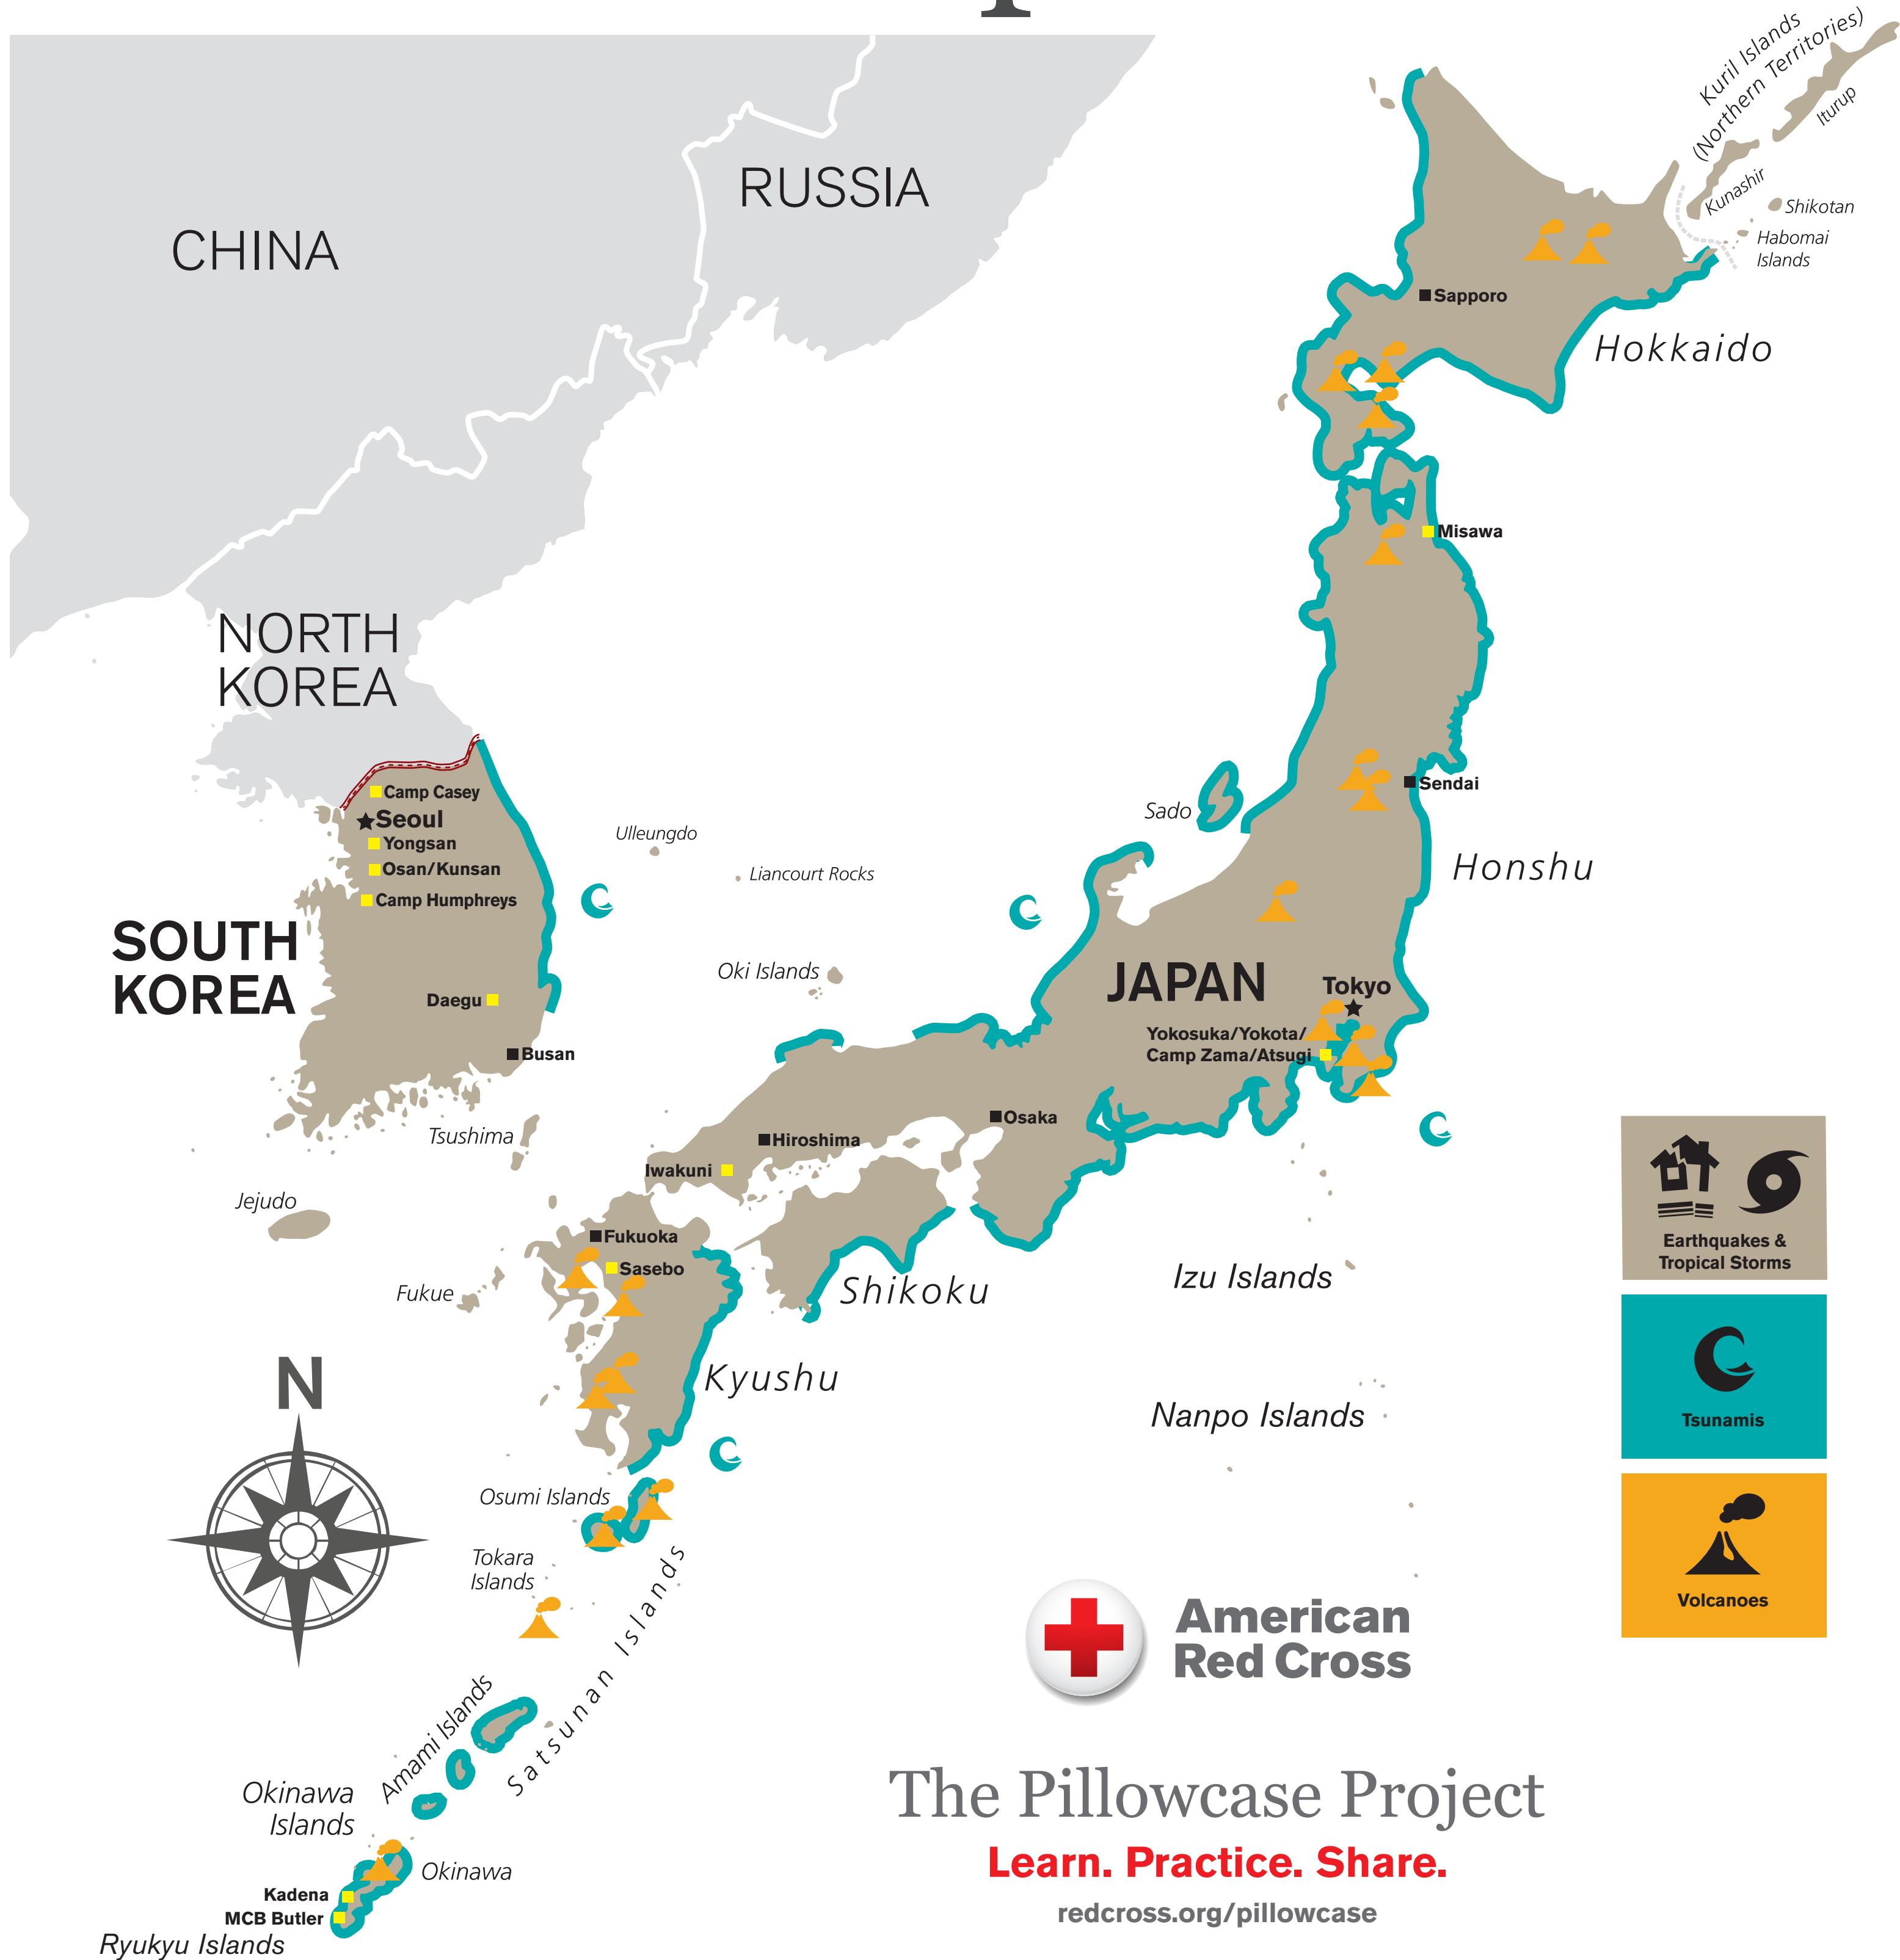 CHINA
RUSSIA
NORTH
KOREA
Kuril Islands
(Northern Territories)
Iturup
Kunashir
Shikotan
Habomai
Islands
Sapporo
Hokkaido
Misawa
Camp Casey
Seoul
Yongsan
Osan/Kunsan
Camp Humphreys
SOUTH
KOREA
Daegu
Busan
Ulleungdo
Liancourt Rocks
Oki Islands
Sado
Sendai
Honshu
JAPAN
Tokyo
Yokosuka/Yokota/
Camp Zama/Atsugi
Osaka
Hiroshima
Iwakuni
Tsushima
Jejudo
Fukuoka
Sasebo
Fukue
Shikoku
Kyushu
Izu Islands
Nanpo Islands
Earthquakes &
Tropical Storms
Tsunamis
Volcanoes
N
Osumi Islands
Tokara
Islands
Satsunan Islands
Amami Islands
Okinawa
Islands
Okinawa
Kadena
MCB Butler
Ryukyu Islands
American
Red Cross
The Pillowcase Project
Learn. Practice. Share.
redcross.org/pillowcase